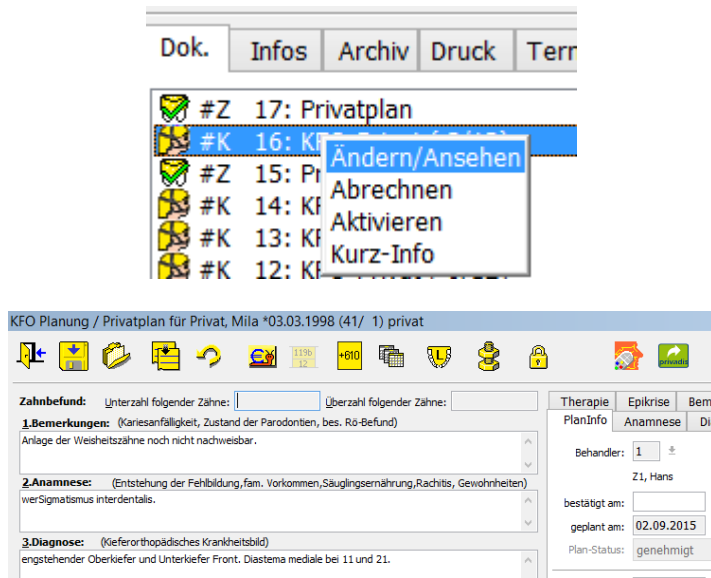 Dok. Infos Archiv Druck
#Z 17: Privatplan
#K 16:
Ändern/Ansehen
#Z 15:
Abrechnen
#K 14:
Aktivieren
#K 13:
Kurz-Info
#K 12:
KFO Planung / Privatplan für Privat, Mila *03.03.1998 (41/ 1) privat
119b
12
+610
L
privadis
Zahnbefund: Unterzahl folgender Zähne: Überzahl folgender Zähne:
Therapie Epikrise Bem
1.Bemerkungen: (Kariesanfälligkeit, Zustand der Parodontien, bes. Rö-Befund)
PlanInfo Anamnese Di
Anlage der Weisheitszähne noch nicht nachweisbar.
Behandler: 1
Z1, Hans
2.Anamnese: (Entstehung der Fehlbildung,fam. Vorkommen,Säuglingsernährung,Rachitis, Gewohnheiten)
werSigmatismus interdentalis.
bestätigt am:
geplant am: 02.09.2015
3.Diagnose: (Kieferorthopädisches Krankheitsbild)
Plan-Status: genehmigt
engstehender Oberkiefer und Unterkiefer Front. Diastema mediale bei 11 und 21.